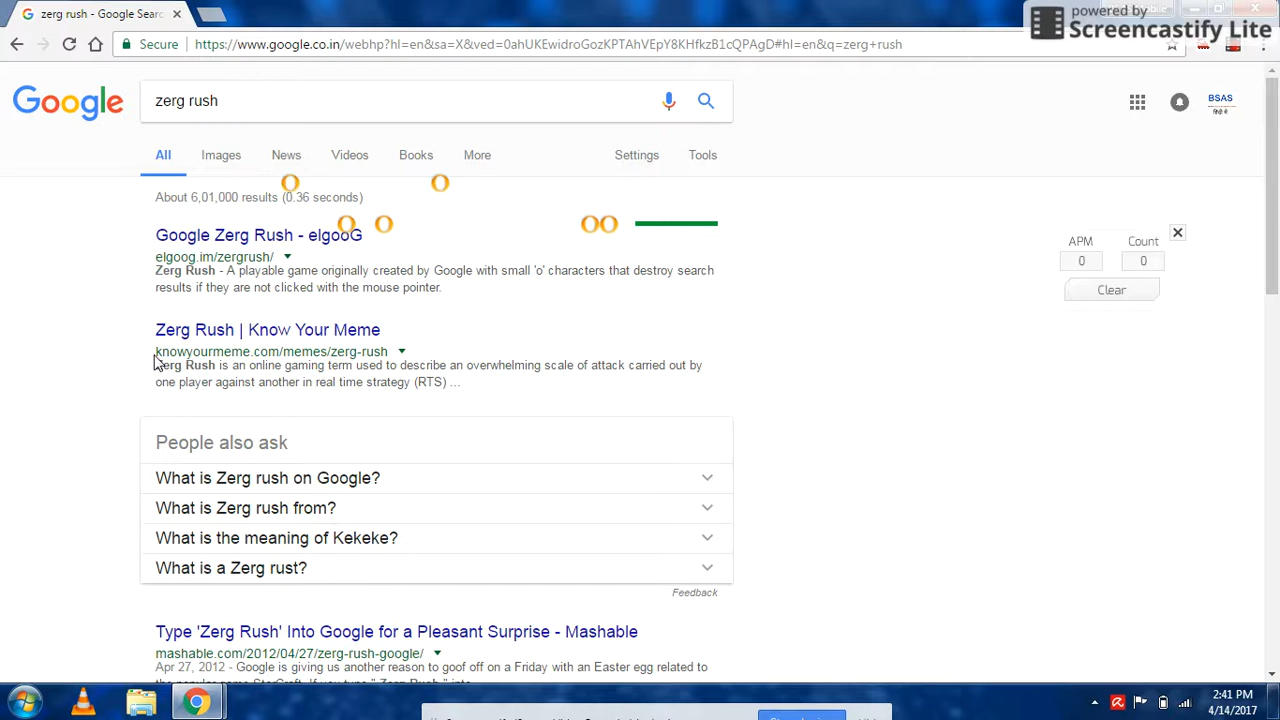 zerg rush - Google Searc
powered by
Screencastify Lite
Secure
https://www.google.co.in/
#hl=en&q=zerg+rush
Google
zerg rush
BSAS
All Images News Videos Books More Settings Tools
About 6,01,000 results (0.36 seconds)
Google Zerg Rush - elgooG
elgoog.im/zergrush/
Zerg Rush - A playable game originally created by Google with small 'o' characters that destroy search
results if they are not clicked with the mouse pointer.
APM Count
0 0
Clear
Zerg Rush | Know Your Meme
knowyourmeme.com/memes/zerg-rush
Zerg Rush is an online gaming term used to describe an overwhelming scale of attack carried out by
one player against another in real time strategy (RTS) ...
People also ask
What is Zerg rush on Google?
What is Zerg rush from?
What is the meaning of Kekeke?
What is a Zerg rust?
Feedback
Type 'Zerg Rush' Into Google for a Pleasant Surprise - Mashable
mashable.com/2012/04/27/zerg-rush-google/
Apr 27, 2012 - Google is giving us another reason to goof off on a Friday with an Easter egg related to
2:41 PM
4/14/2017